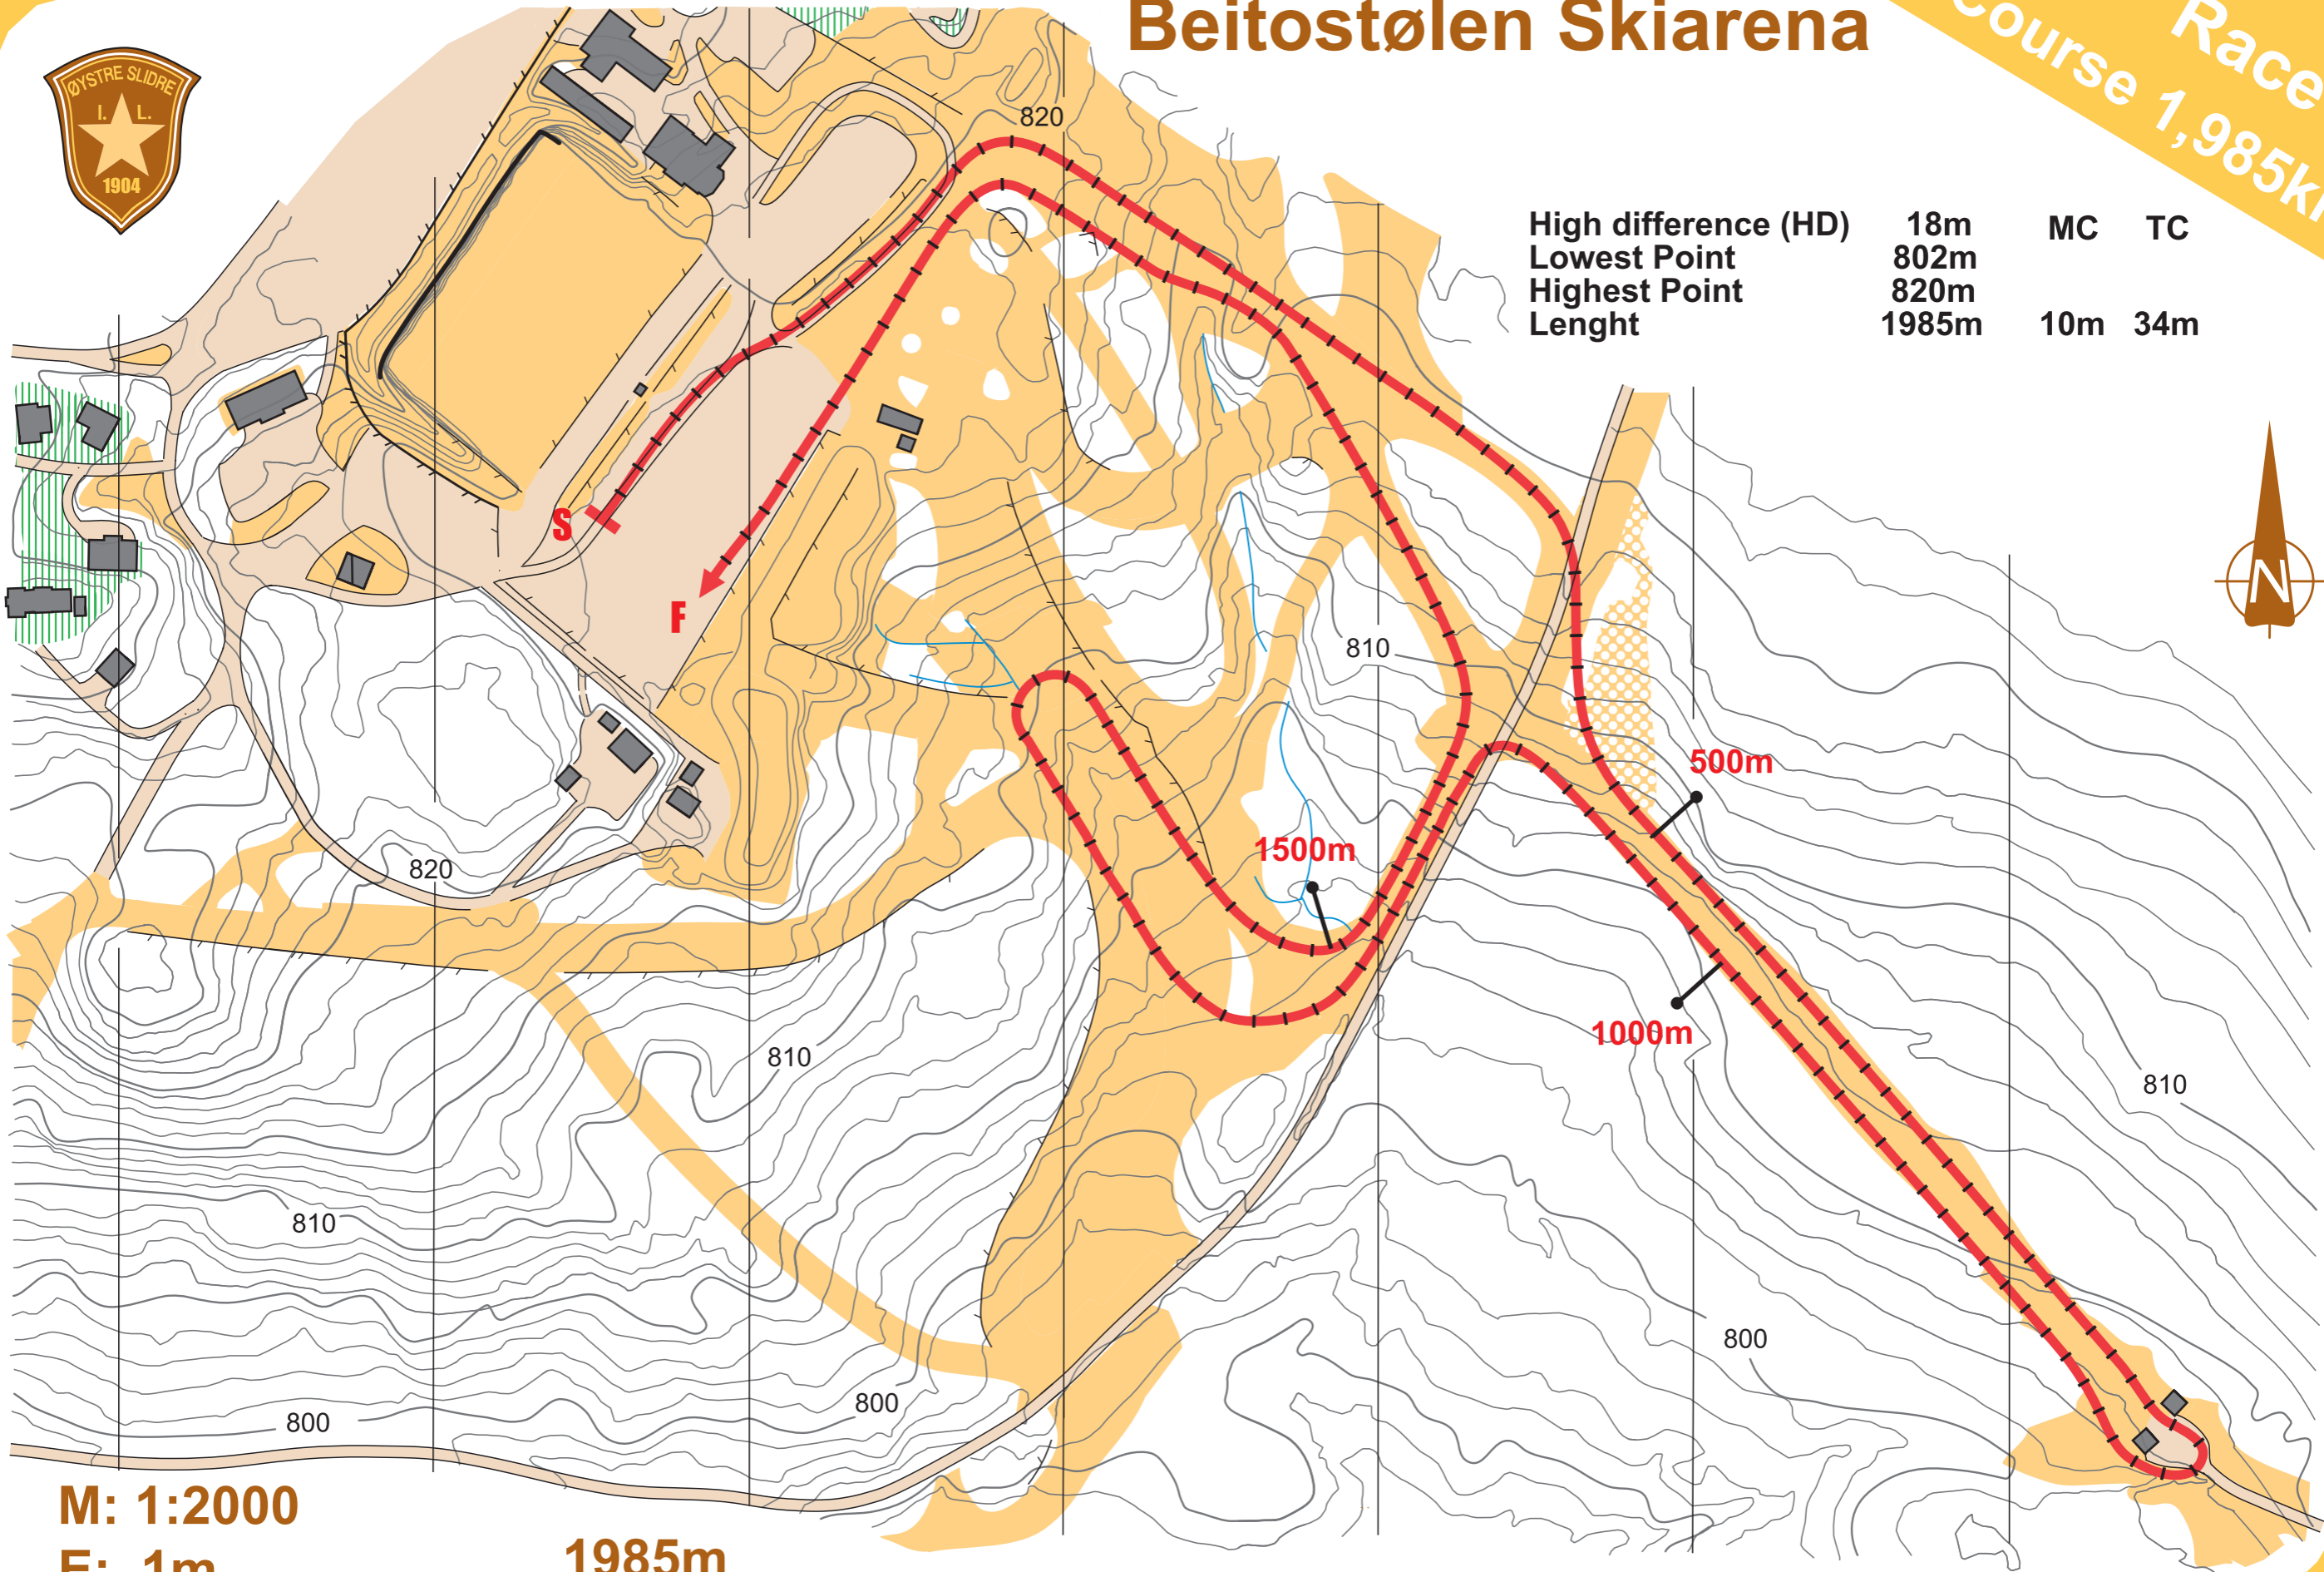 Beitostølen Skiarena
Race
Course 1,985k
ØYSTRE SLIDRE
I. L.
1904
820
High difference (HD) 18m MC TC
Lowest Point 802m
Highest Point 820m
Lenght 1985m 10m 34m
S
F
N
810
500m
1500m
820
1000m
810
810
810
800
800
800
M: 1:2000
E: 1m
1985m